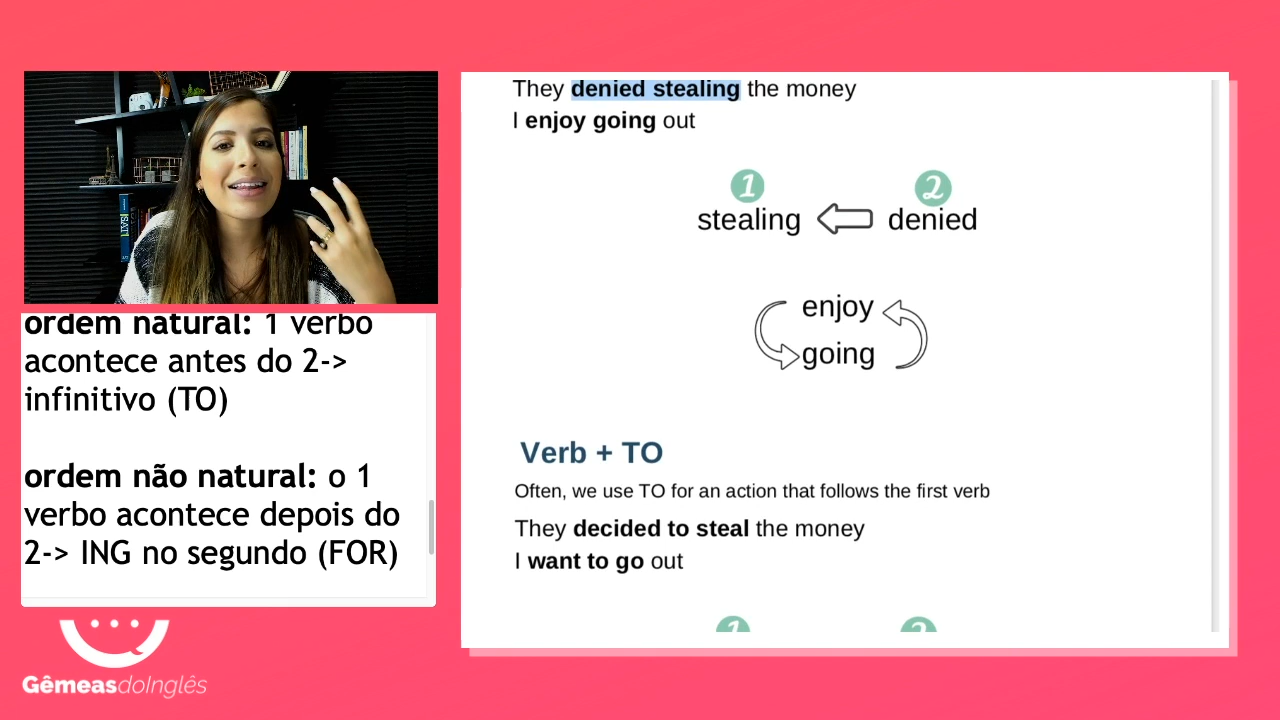 They denied stealing the money
I enjoy going out
1 2
stealing denied
enjoy
going
Verb + TO
Often, we use TO for an action that follows the first verb
They decided to steal the money
I want to go out
1 2
ordem natural: 1 verbo
acontece antes do 2->
infinitivo (TO)
ordem não natural: o 1
verbo acontece depois do
2-> ING no segundo (FOR)
GêmeasdoInglês